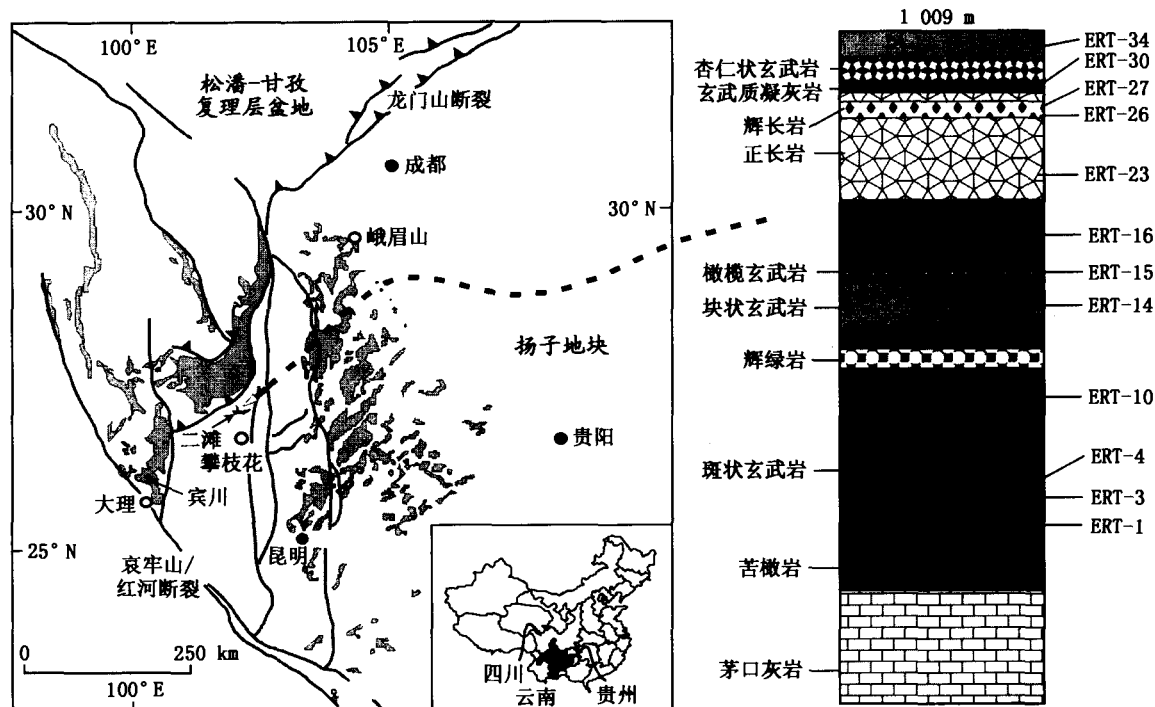 100°E
105°E
松潘-甘孜
复理层盆地
龙门山断裂
成都
30°N
30°N
峨眉山
扬子地块
二滩
攀枝花
贵阳
大理
宾川
昆明
25°N
哀牢山/
红河断裂
0
250 km
100°E
四川
云南
贵州
1 009 m
杏仁状玄武岩
玄武质凝灰岩
辉长岩
正长岩
橄榄玄武岩
块状玄武岩
辉绿岩
斑状玄武岩
苦橄岩
茅口灰岩
ERT-34
ERT-30
ERT-27
ERT-26
ERT-23
ERT-16
ERT-15
ERT-14
ERT-10
ERT-4
ERT-3
ERT-1